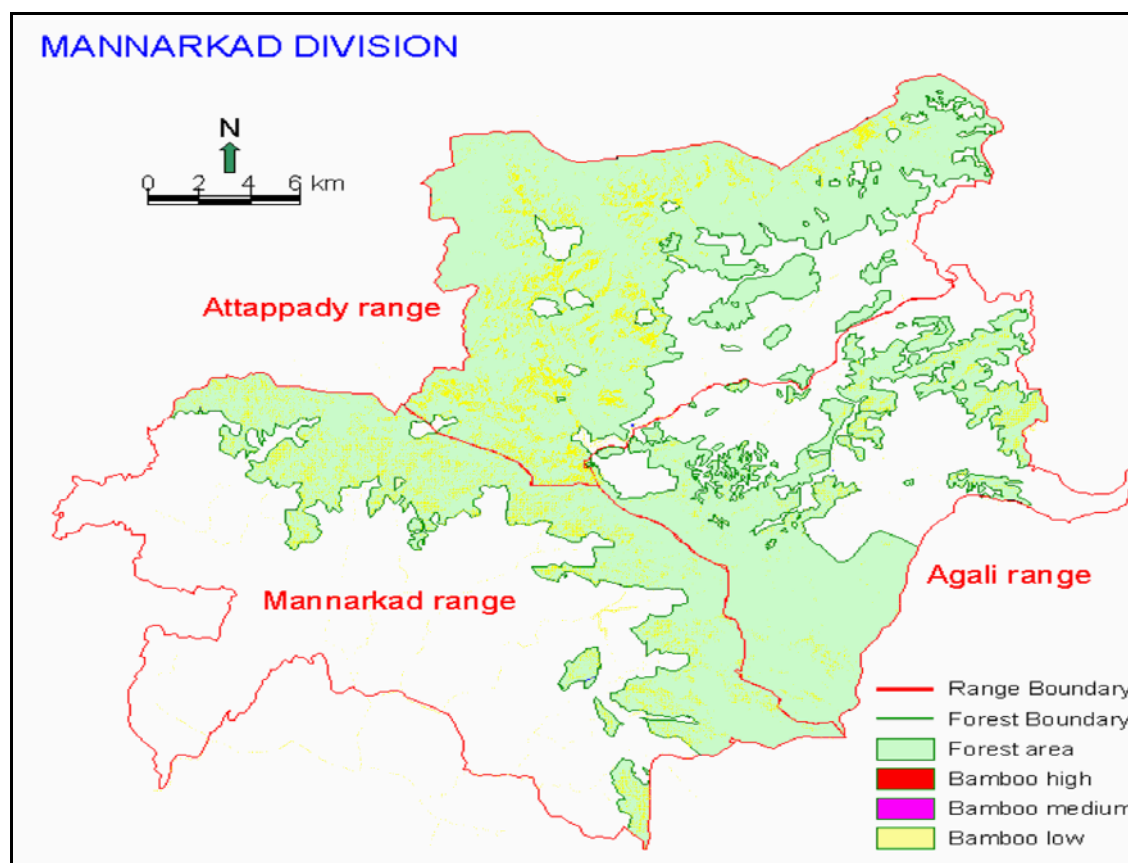 MANNARKAD DIVISION
N
0 2 4 6 km
Attappady range
Mannarkad range
Agali range
Range Boundary
Forest Boundary
Forest area
Bamboo high
Bamboo medium
Bamboo low